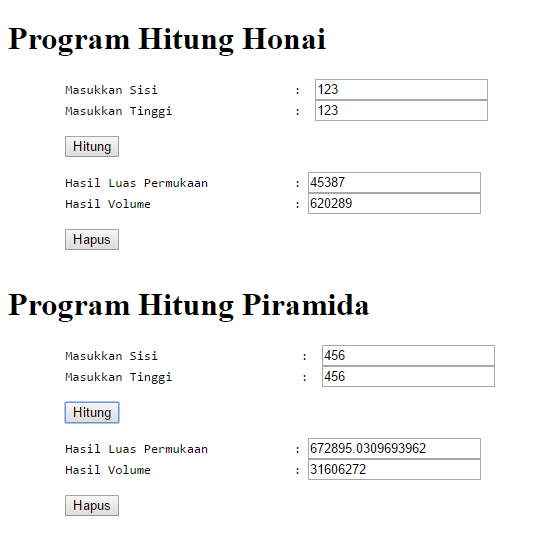 Program Hitung Honai
Masukkan Sisi : 123
Masukkan Tinggi : 123
Hitung
Hasil Luas Permukaan : 45387
Hasil Volume : 620289
Hapus
Program Hitung Piramida
Masukkan Sisi : 456
Masukkan Tinggi : 456
Hitung
Hasil Luas Permukaan : 672895.0309693962
Hasil Volume : 31606272
Hapus